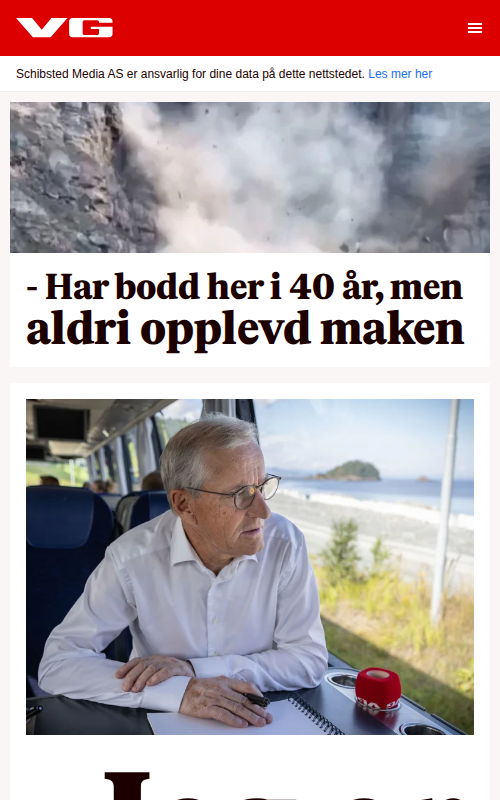 VG
Schibsted Media AS er ansvarlig for dine data på dette nettstedet. Les mer her
- Har bodd her i 40 år, men
aldri opplevd maken